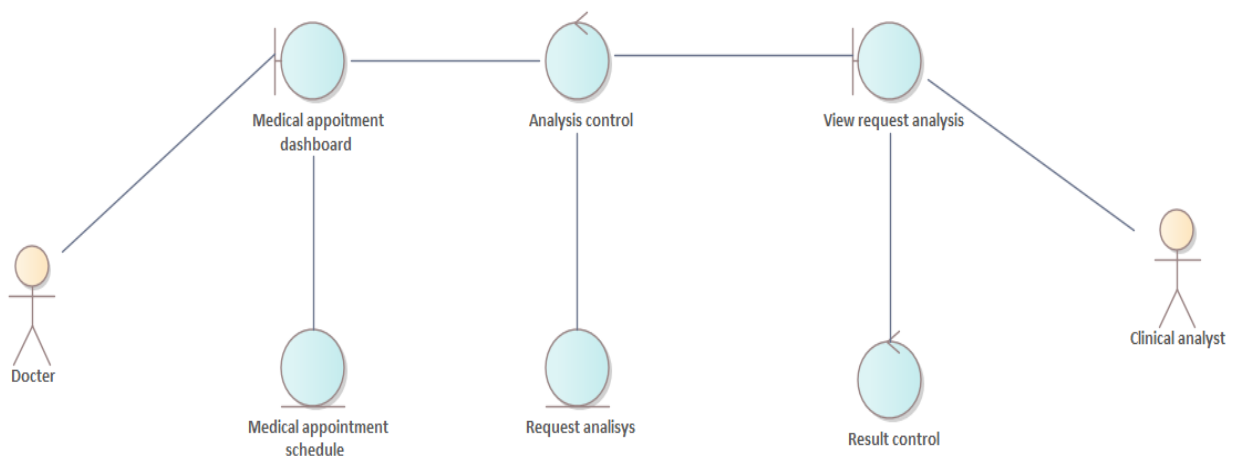 Medical appoitment
dashboard
Analysis control
View request analysis
Docter
Clinical analyst
Medical appointment
schedule
Request analisys
Result control